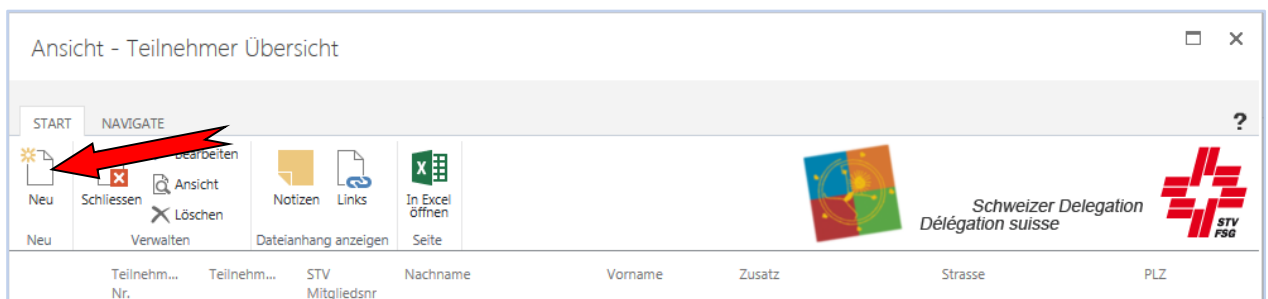 Ansicht - Teilnehmer Übersicht
START NAVIGATE
?
Ansicht
Neu Schliessen Notizen Links In Excel öffnen
Löschen
Neu Verwalten Dateianhang anzeigen Seite
Schweizer Delegation
Délégation suisse
STV
FSG
Teilnehm... Nr. Teilnehm... STV Mitgliedsnr Nachname Vorname Zusatz Strasse PLZ